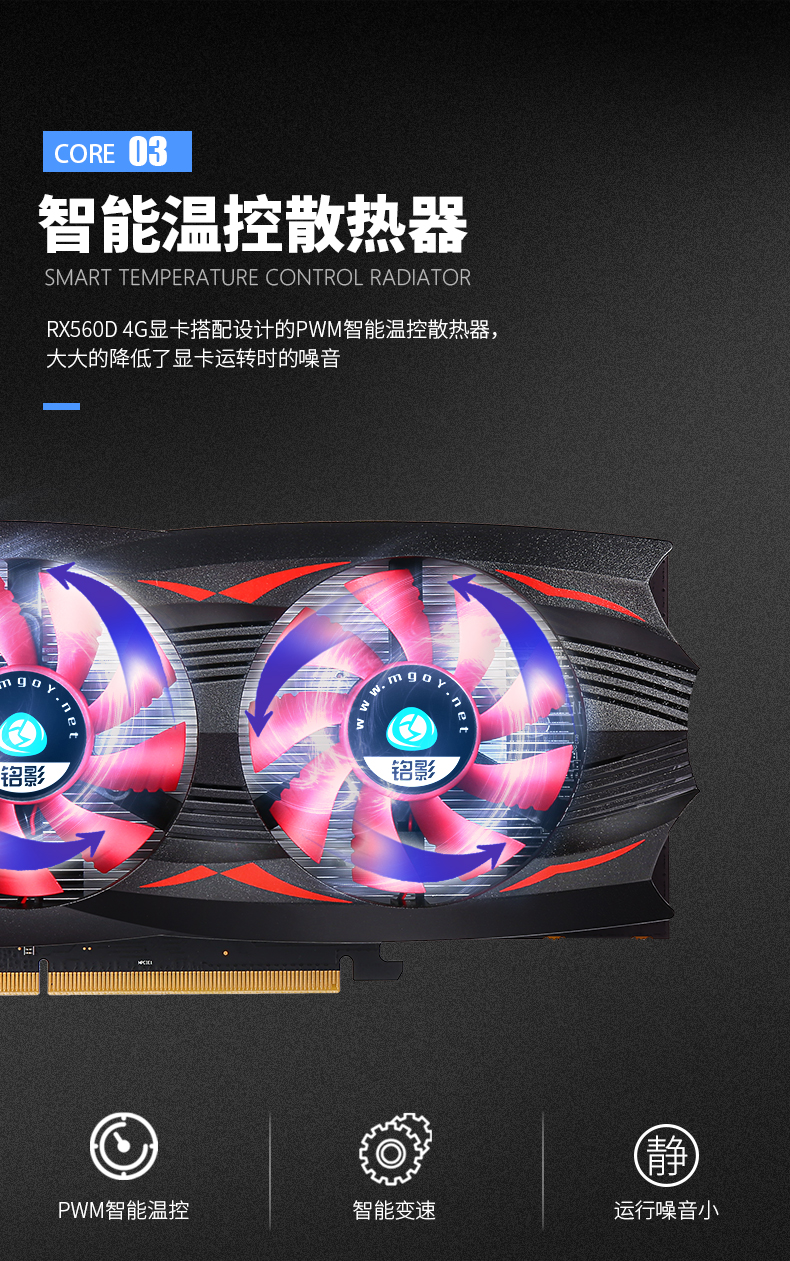 CORE 03
智能温控散热器
SMART TEMPERATURE CONTROL RADIATOR
RX560D 4G显卡搭配设计的PWM智能温控散热器，
大大的降低了显卡运转时的噪音
mgoy.net
铭影
www.mgoy.net
铭影
静
PWM智能温控
智能变速
运行噪音小